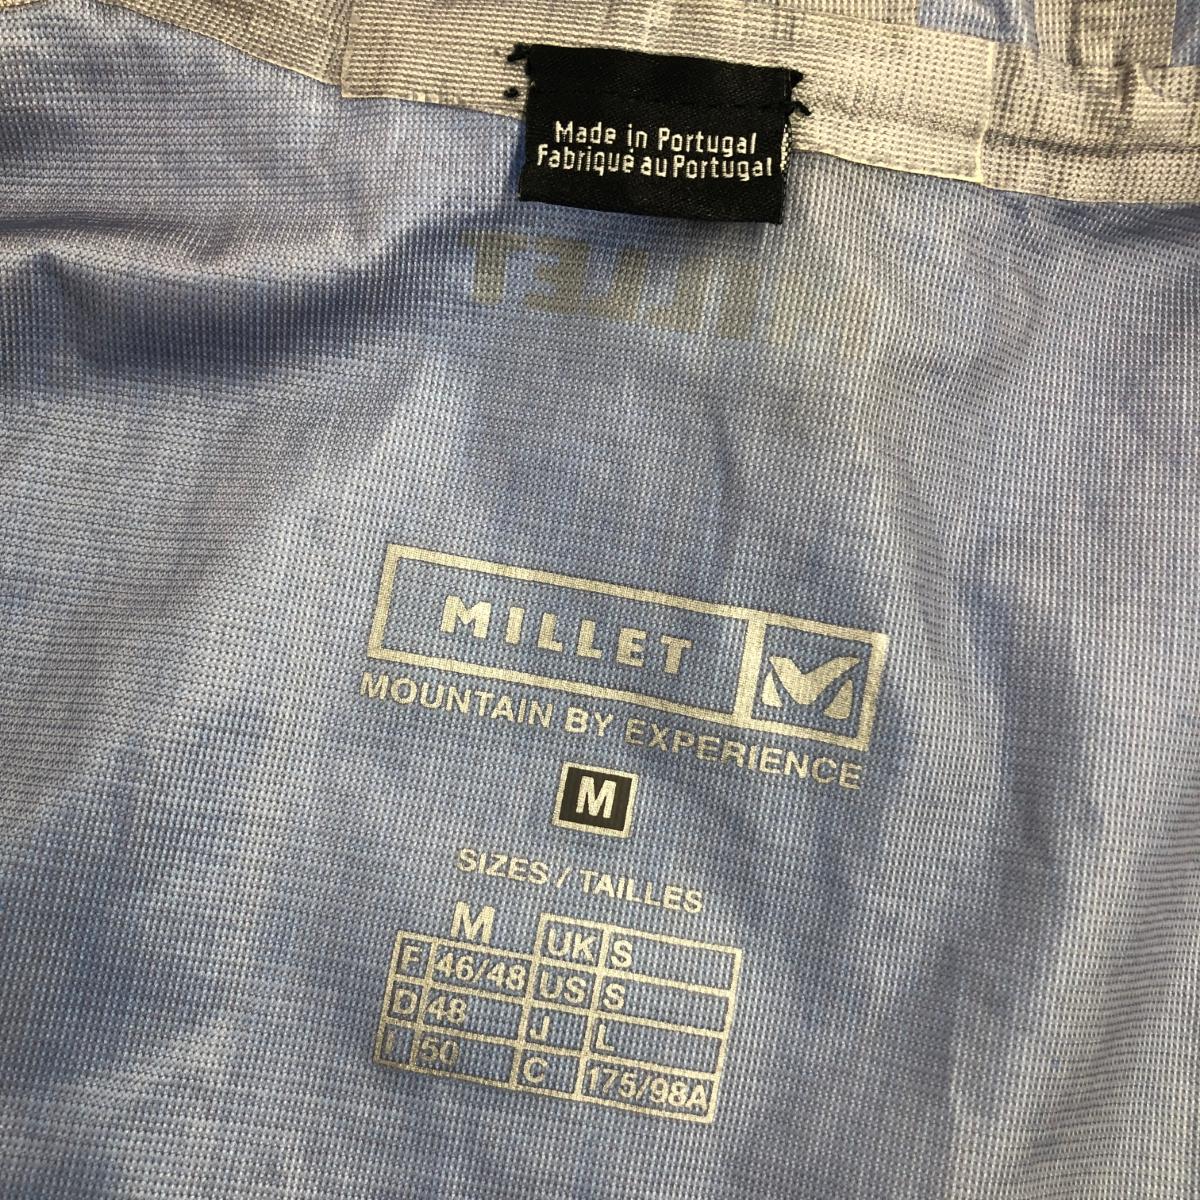 Made in Portugal
Fabriqué au Portugal
MILLET
MOUNTAIN BY EXPERIENCE
M
SIZES / TAILLES
M UK S
F 46/48 US S
D 48 J L
I 50 C 175/98A